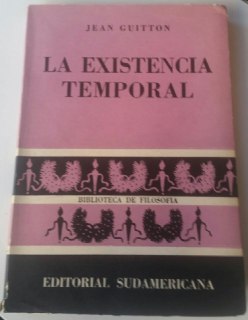 JEAN GUITTON
LA EXISTENCIA
TEMPORAL
BIBLIOTECA DE FILOSOFIA
EDITORIAL SUDAMERICANA